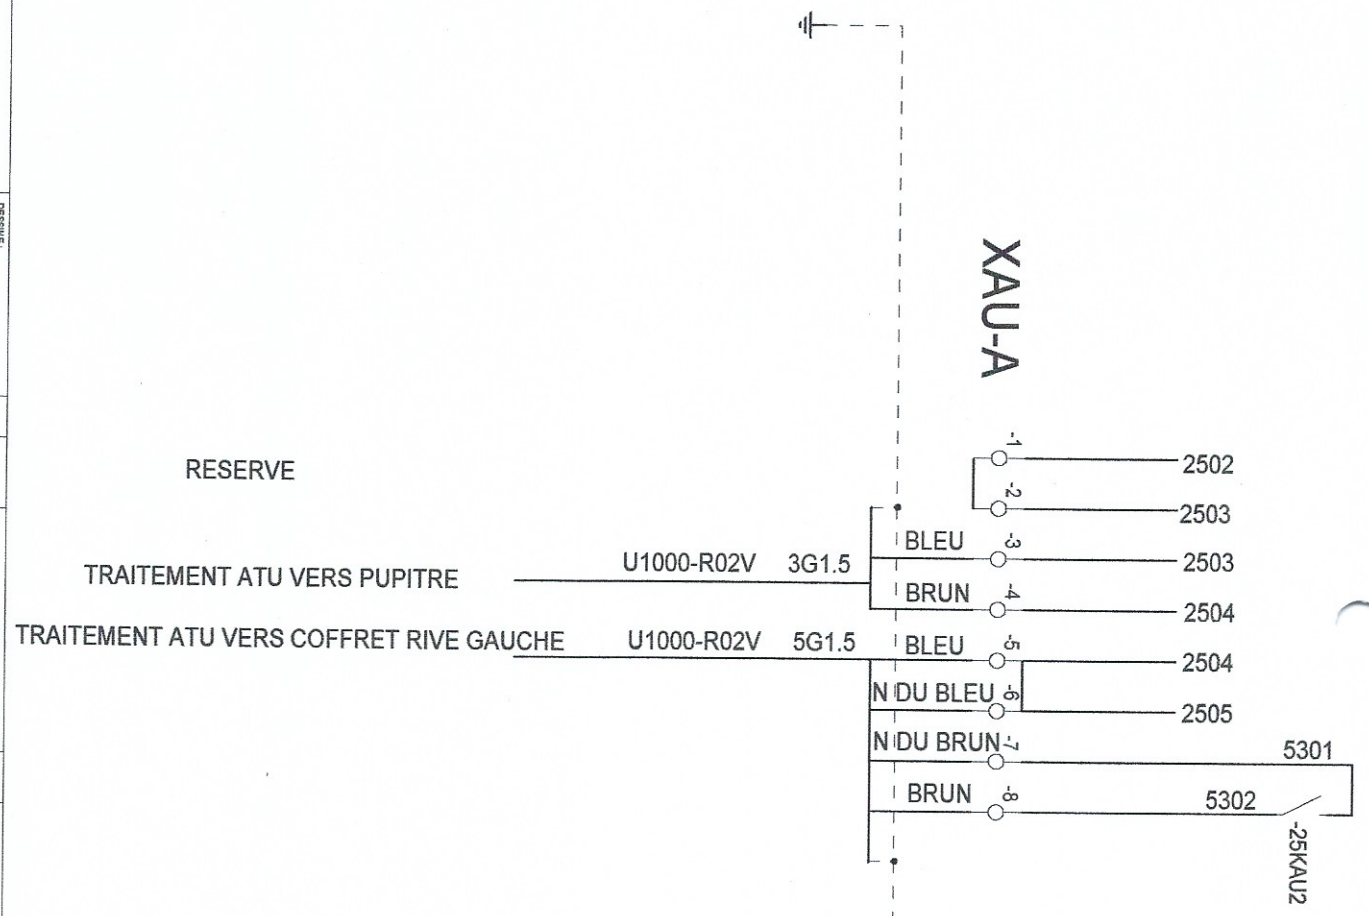 XAU-A
-1
2502
RESERVE
-2
2503
BLEU
-3
2503
U1000-R02V 3G1.5
TRAITEMENT ATU VERS PUPITRE
BRUN
-4
2504
TRAITEMENT ATU VERS COFFRET RIVE GAUCHE
U1000-R02V 5G1.5
BLEU
-5
2504
N DU BLEU
-6
2505
N DU BRUN
-7
5301
BRUN
-8
5302
-25KAU2